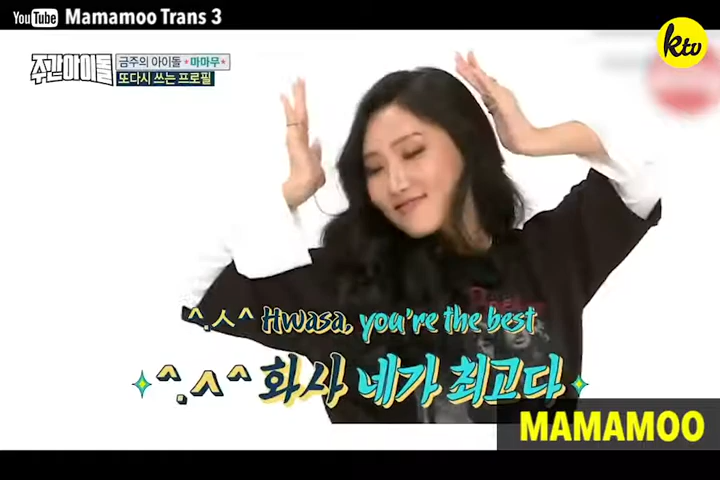 YouTube Mamamoo Trans 3
ktv
주간아이돌
금주의 아이돌 *마마무*
또다시 쓰는 프로필
^.ㅅ^ Hwasa, you're the best
^.ㅅ^ 화사 네가 최고다
MAMAMOO